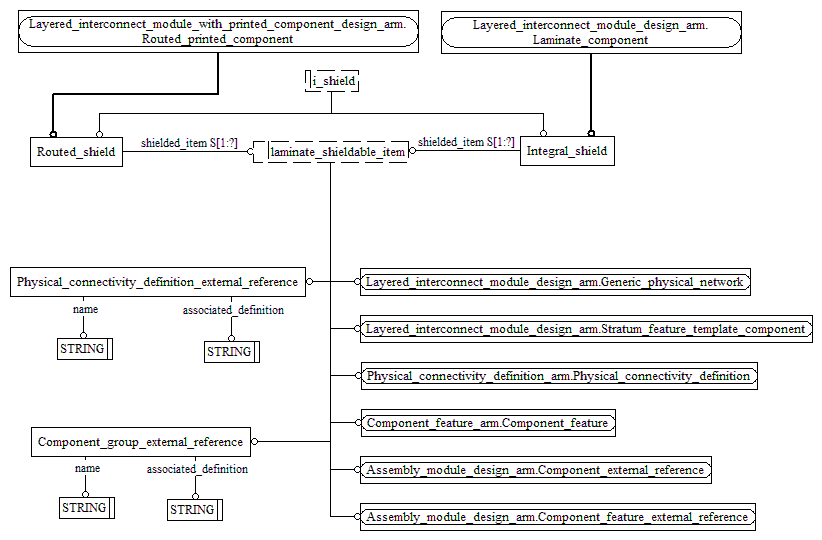 Layered_interconnect_module_with_printed_component_design_arm.
Routed_printed_component
Layered_interconnect_module_design_arm.
Laminate_component
i_shield
shielded_item S[1:?]
shielded_item S[1:?]
Routed_shield
laminate_shieldable_item
Integral_shield
Physical_connectivity_definition_external_reference
Layered_interconnect_module_design_arm.Generic_physical_network
name
associated_definition
Layered_interconnect_module_design_arm.Stratum_feature_template_component
STRING
STRING
Physical_connectivity_definition_arm.Physical_connectivity_definition
Component_feature_arm.Component_feature
Component_group_external_reference
name
associated_definition
Assembly_module_design_arm.Component_external_reference
STRING
STRING
Assembly_module_design_arm.Component_feature_external_reference